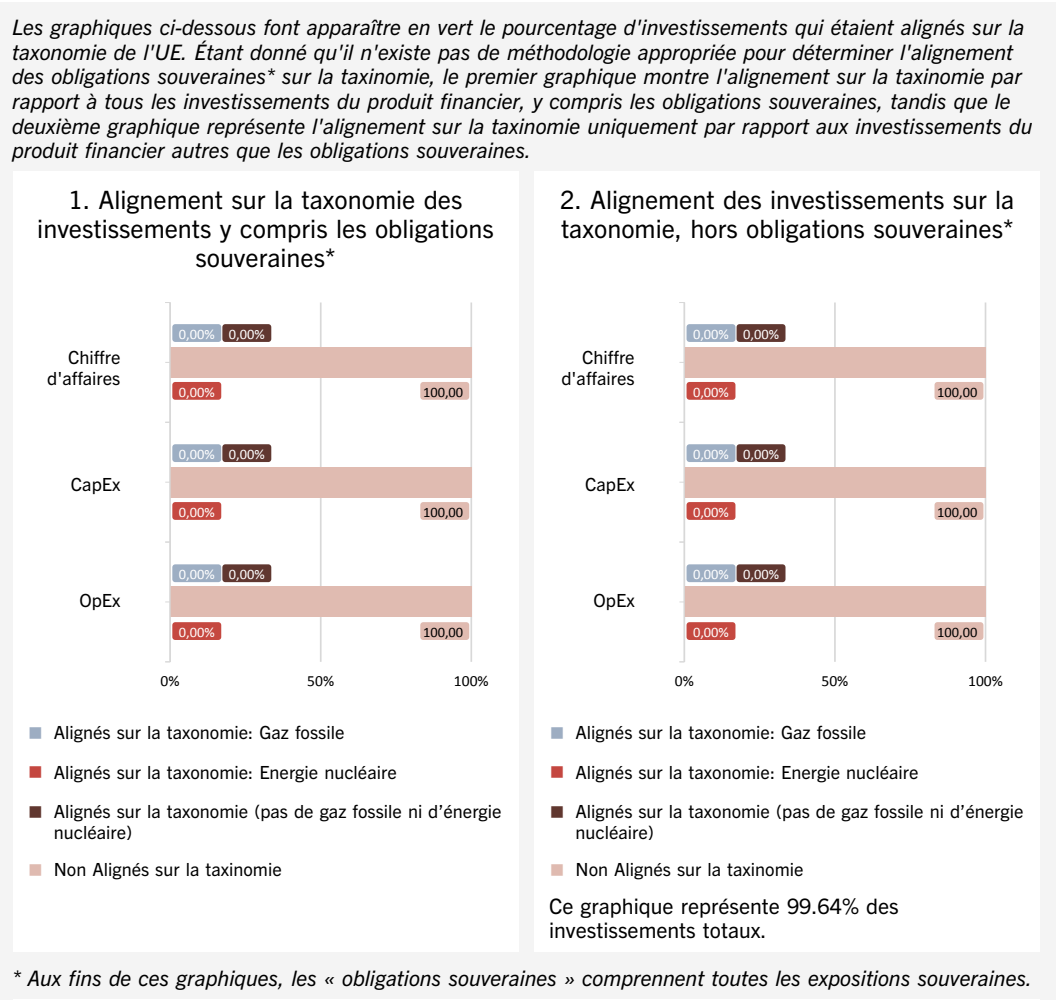 Les graphiques ci-dessous font apparaître en vert le pourcentage d'investissements qui étaient alignés sur la
taxonomie de l'UE. Étant donné qu'il n'existe pas de méthodologie appropriée pour déterminer l'alignement
des obligations souveraines* sur la taxinomie, le premier graphique montre l'alignement sur la taxinomie par
rapport à tous les investissements du produit financier, y compris les obligations souveraines, tandis que le
deuxième graphique représente l'alignement sur la taxinomie uniquement par rapport aux investissements du
produit financier autres que les obligations souveraines.
1. Alignement sur la taxonomie des
investissements y compris les obligations
souveraines*
0,00% 0,00%
Chiffre
d'affaires
0,00% 100,00
0,00% 0,00%
CapEx
0,00% 100,00
0,00% 0,00%
OpEx
0,00% 100,00
0% 50% 100%
Alignés sur la taxonomie: Gaz fossile
Alignés sur la taxonomie: Energie nucléaire
Alignés sur la taxonomie (pas de gaz fossile ni d’énergie
nucléaire)
Non Alignés sur la taxinomie
2. Alignement des investissements sur la
taxonomie, hors obligations souveraines*
0,00% 0,00%
Chiffre
d'affaires
0,00% 100,00
0,00% 0,00%
CapEx
0,00% 100,00
0,00% 0,00%
OpEx
0,00% 100,00
0% 50% 100%
Alignés sur la taxonomie: Gaz fossile
Alignés sur la taxonomie: Energie nucléaire
Alignés sur la taxonomie (pas de gaz fossile ni d’énergie
nucléaire)
Non Alignés sur la taxinomie
Ce graphique représente 99.64% des
investissements totaux.
* Aux fins de ces graphiques, les « obligations souveraines » comprennent toutes les expositions souveraines.